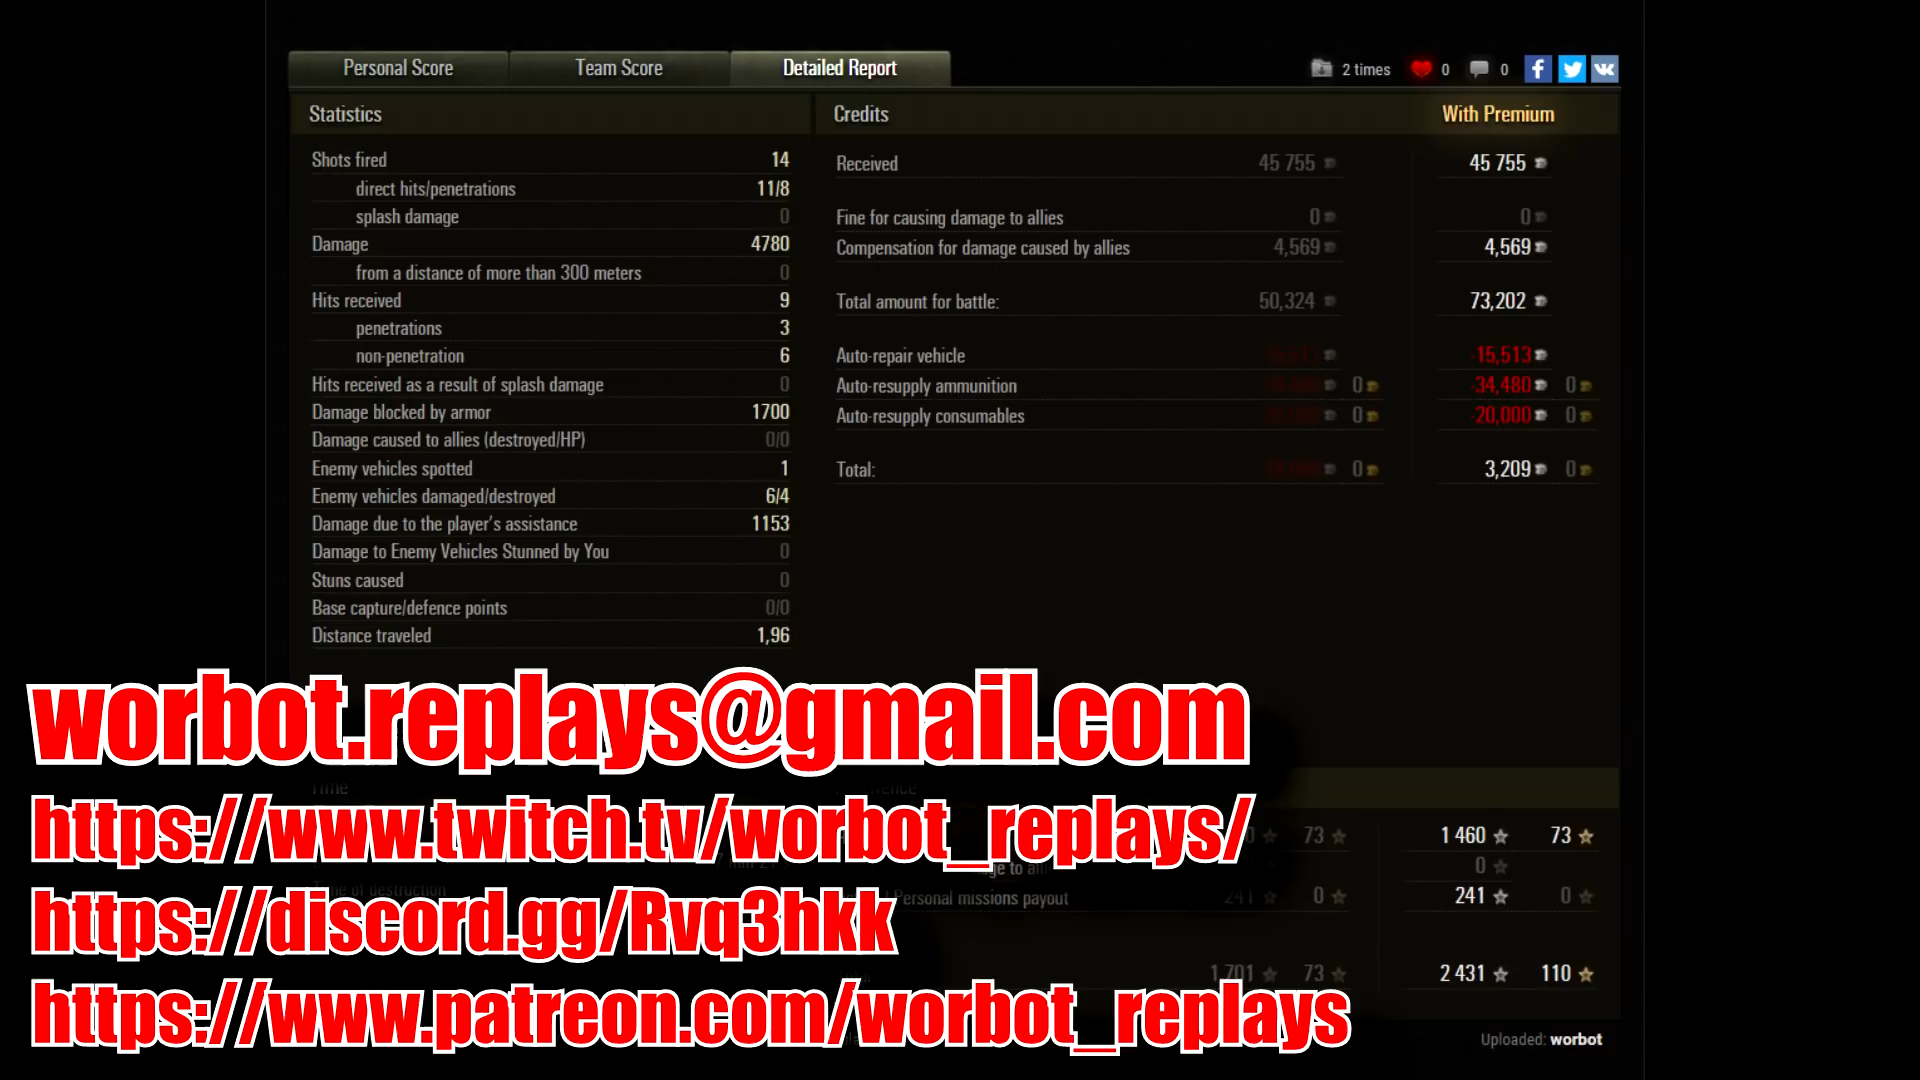 Personal Score Team Score Detailed Report 2 times 0 0
Statistics Credits With Premium
Shots fired 14
direct hits/penetrations 11/8
splash damage 0
Damage 4780
from a distance of more than 300 meters 0
Hits received 9
penetrations 3
non-penetration 6
Hits received as a result of splash damage 0
Damage blocked by armor 1700
Damage caused to allies (destroyed/HP) 0/0
Enemy vehicles spotted 1
Enemy vehicles damaged/destroyed 6/4
Damage due to the player's assistance 1153
Damage to Enemy Vehicles Stunned by You 0
Stuns caused 0
Base capture/defence points 0/0
Distance traveled 1,96
Received 45 755 45 755
Fine for causing damage to allies 0 0
Compensation for damage caused by allies 4,569 4,569
Total amount for battle: 50,324 73,202
Auto-repair vehicle -15,513
Auto-resupply ammunition 0 -34,480 0
Auto-resupply consumables 0 -20,000 0
Total: 0 3,209 0
worbot.replays@gmail.com
Time
https://www.twitch.tv/worbot_replays/
73 1 460 73
0
Time of destruction
Personal missions payout 241 0 241 0
https://discord.gg/Rvq3hkk
1,701 73 2 431 110
https://www.patreon.com/worbot_replays
Uploaded: worbot